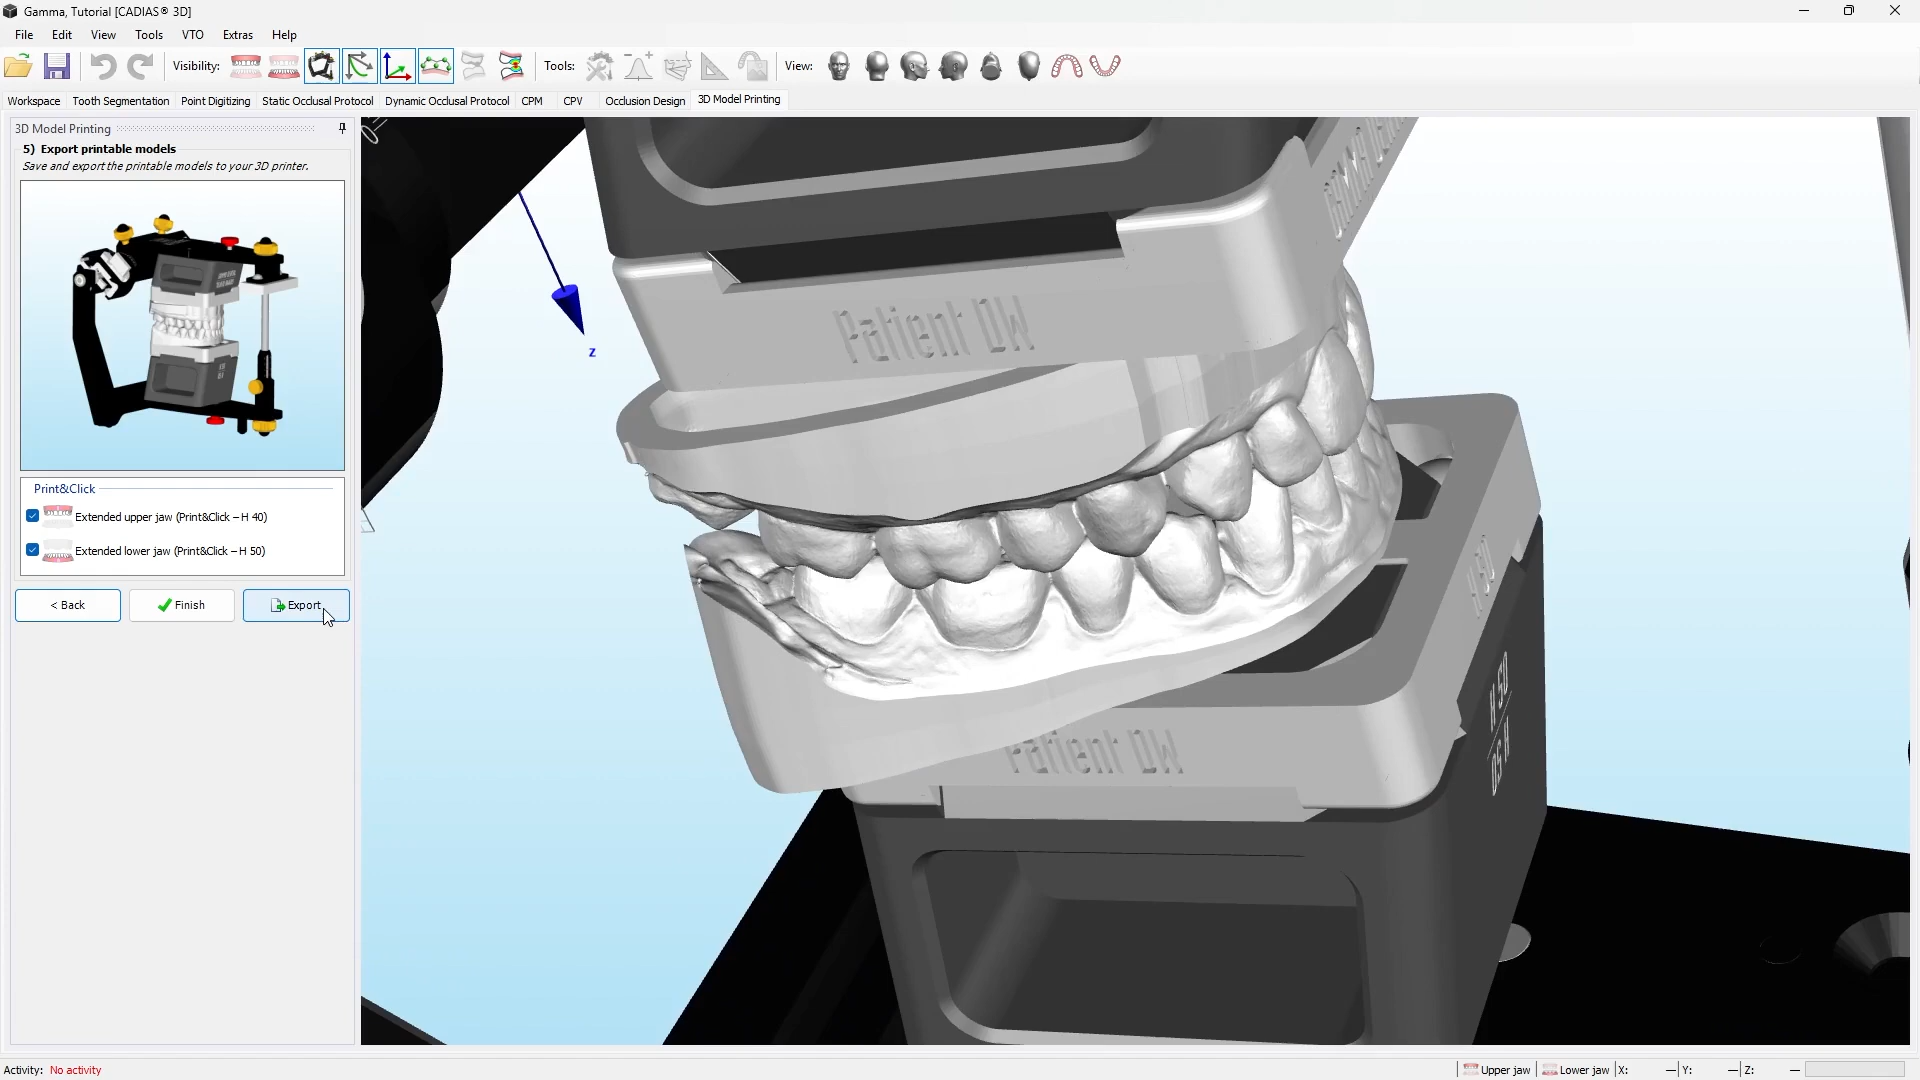 Gamma, Tutorial [CADIAS® 3D]
File Edit View Tools VTO Extras Help
Visibility: Tools: View:
Workspace Tooth Segmentation Point Digitizing Static Occlusal Protocol Dynamic Occlusal Protocol CPM CPV Occlusion Design 3D Model Printing
3D Model Printing
5) Export printable models
Save and export the printable models to your 3D printer.
Print&Click
Extended upper jaw (Print&Click – H 40)
Extended lower jaw (Print&Click – H 50)
< Back Finish Export
z
Patient DW
H 50
H 50
H 50
Patient DW
Activity: No activity
Upper jaw Lower jaw X: — Y: — Z: —